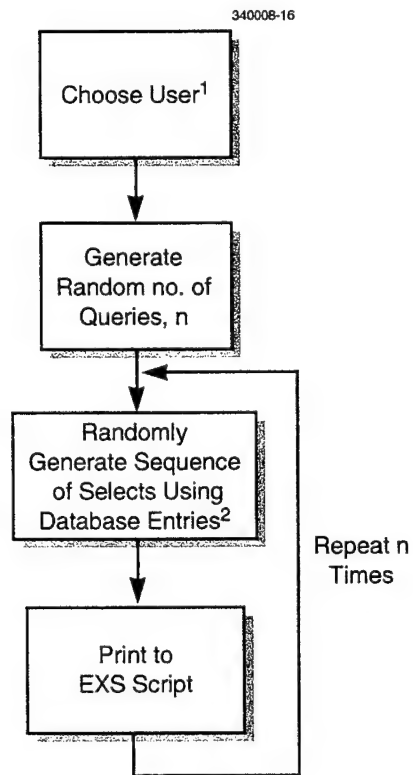 340008-16
Choose User¹
Generate
Random no. of
Queries, n
Randomly
Generate Sequence
of Selects Using
Database Entries²
Repeat n
Times
Print to
EXS Script